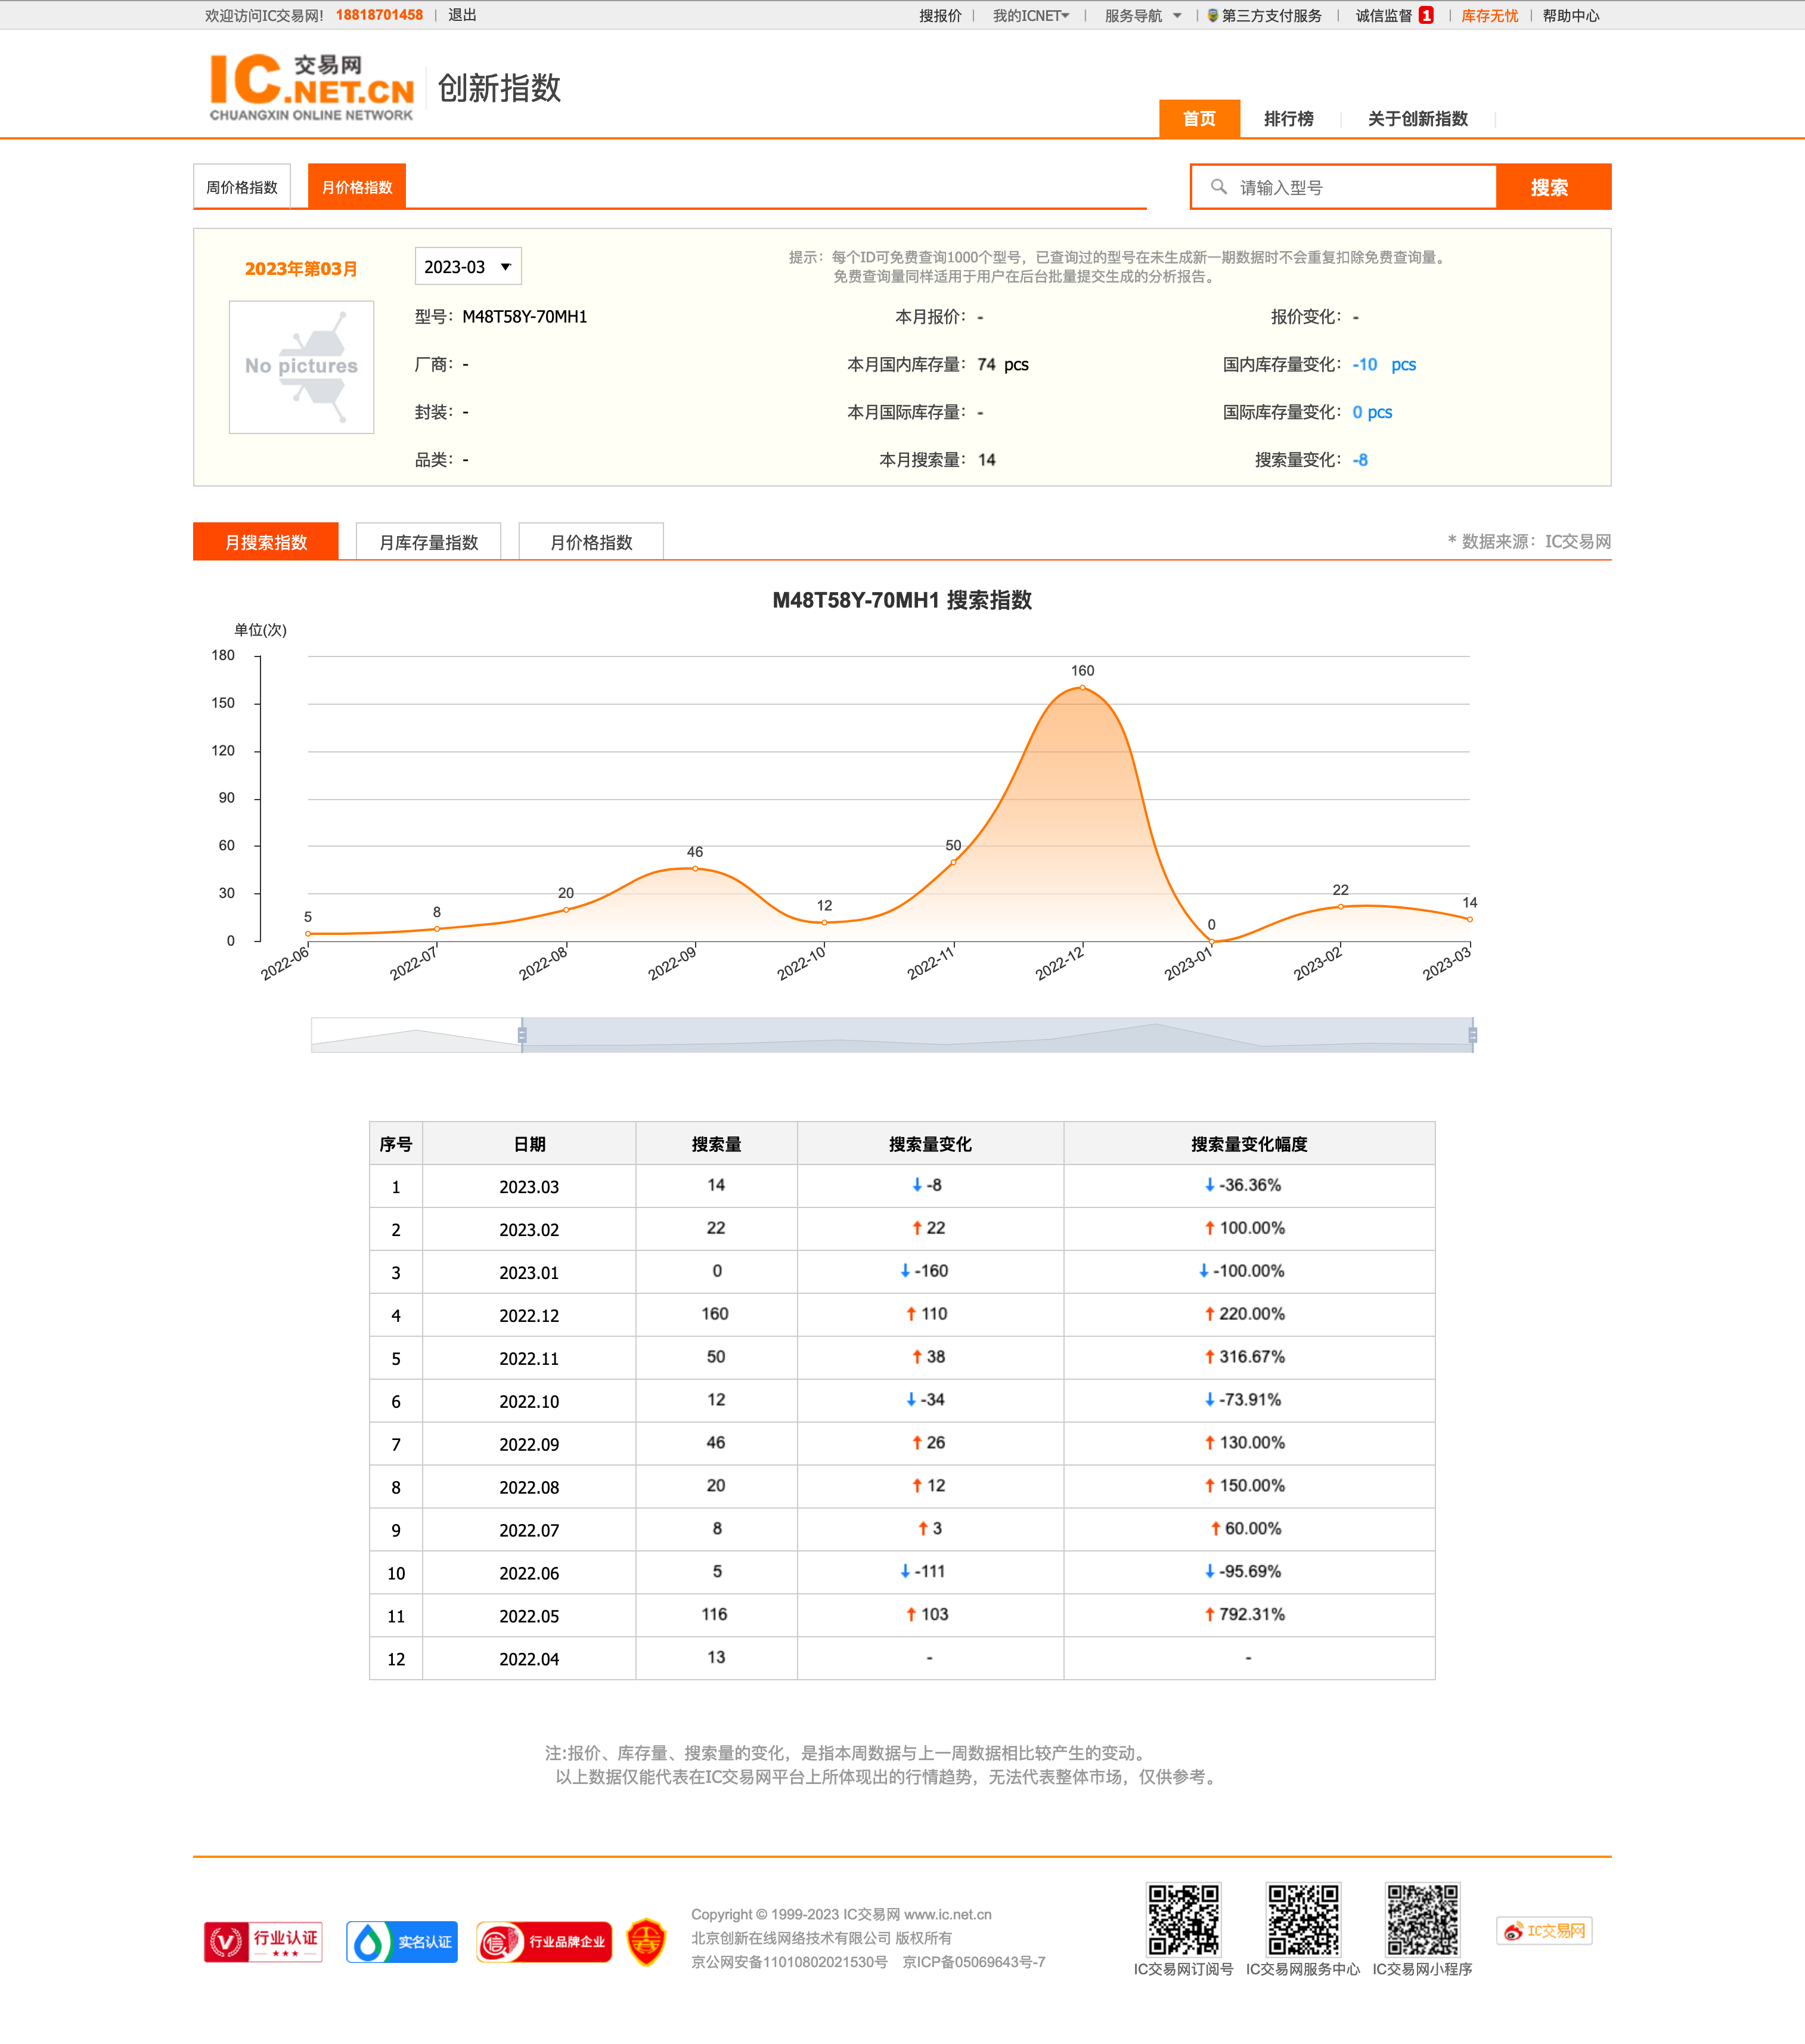 欢迎访问IC交易网! 18818701458 | 退出 搜报价 | 我的ICNET | 服务导航 | 第三方支付服务 | 诚信监督 1 | 库存无忧 | 帮助中心
IC交易网.NET.CN
CHUANGXIN ONLINE NETWORK
创新指数
首页 排行榜 关于创新指数
周价格指数 月价格指数 请输入型号 搜索
2023年第03月 2023-03
提示：每个ID可免费查询1000个型号，已查询过的型号在未生成新一期数据时不会重复扣除免费查询量。
免费查询量同样适用于用户在后台批量提交生成的分析报告。
No pictures
型号：M48T58Y-70MH1 本月报价：- 报价变化：-
厂商：- 本月国内库存量：74 pcs 国内库存量变化：-10 pcs
封装：- 本月国际库存量：- 国际库存量变化：0 pcs
品类：- 本月搜索量：14 搜索量变化：-8
月搜索指数 月库存量指数 月价格指数 * 数据来源：IC交易网
M48T58Y-70MH1 搜索指数
单位(次)
180
150
120
90
60
30
0
5 8 20 46 12 50 160 0 22 14
2022-06 2022-07 2022-08 2022-09 2022-10 2022-11 2022-12 2023-01 2023-02 2023-03
序号 日期 搜索量 搜索量变化 搜索量变化幅度
1 2023.03 14 ↓ -8 ↓ -36.36%
2 2023.02 22 ↑ 22 ↑ 100.00%
3 2023.01 0 ↓ -160 ↓ -100.00%
4 2022.12 160 ↑ 110 ↑ 220.00%
5 2022.11 50 ↑ 38 ↑ 316.67%
6 2022.10 12 ↓ -34 ↓ -73.91%
7 2022.09 46 ↑ 26 ↑ 130.00%
8 2022.08 20 ↑ 12 ↑ 150.00%
9 2022.07 8 ↑ 3 ↑ 60.00%
10 2022.06 5 ↓ -111 ↓ -95.69%
11 2022.05 116 ↑ 103 ↑ 792.31%
12 2022.04 13 - -
注:报价、库存量、搜索量的变化，是指本周数据与上一周数据相比较产生的变动。
以上数据仅能代表在IC交易网平台上所体现出的行情趋势，无法代表整体市场，仅供参考。
V 行业认证
实名认证
信 行业品牌企业
Copyright © 1999-2023 IC交易网 www.ic.net.cn
北京创新在线网络技术有限公司 版权所有
京公网安备11010802021530号 京ICP备05069643号-7
IC交易网订阅号 IC交易网服务中心 IC交易网小程序
IC交易网